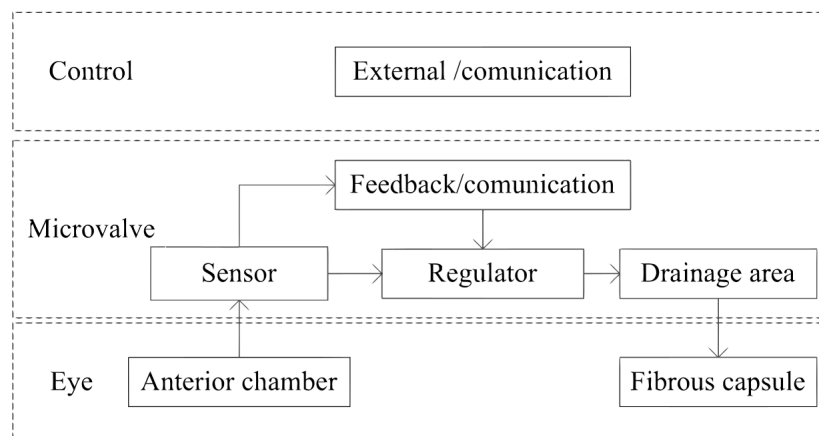 Control
External /comunication
Feedback/comunication
Microvalve
Sensor
Regulator
Drainage area
Eye
Anterior chamber
Fibrous capsule